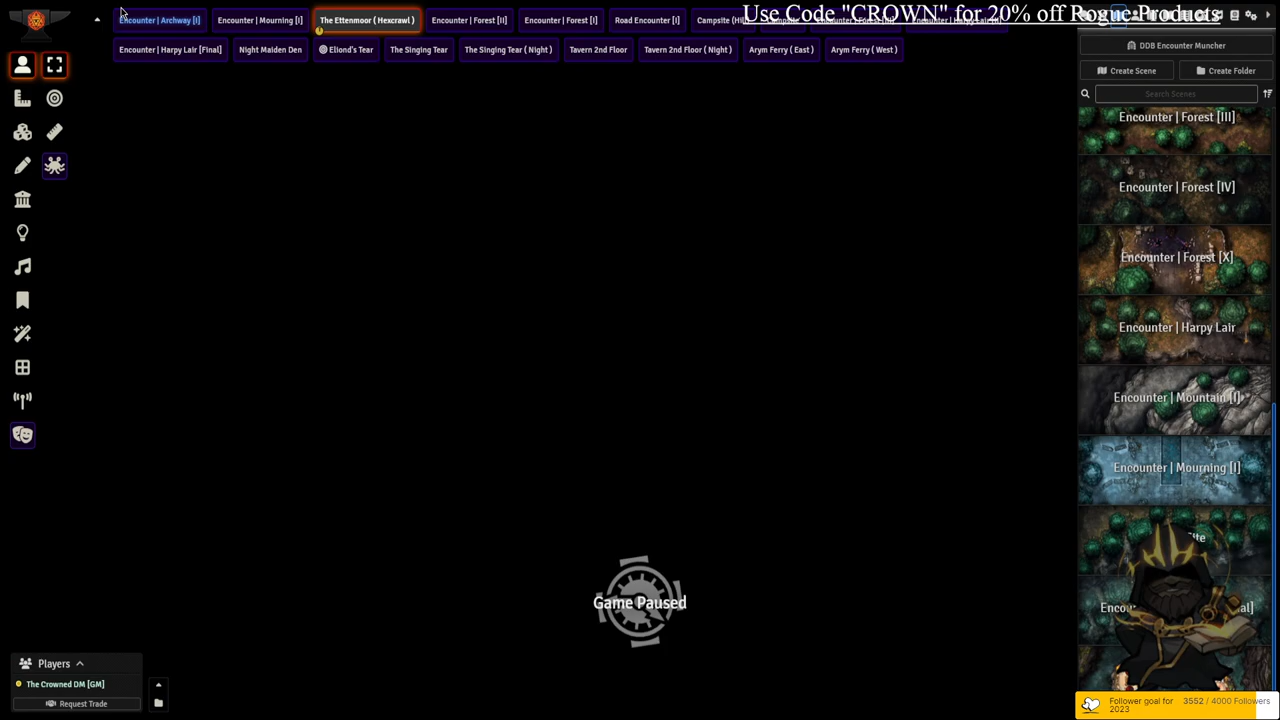 Encounter | Archway [I]
Encounter | Mourning [I]
The Ettenmoor ( Hexcrawl )
Encounter | Forest [II]
Encounter | Forest [I]
Road Encounter [I]
Use Code "CROWN" for 20% off Rogue Products
Encounter | Harpy Lair [Final]
Night Maiden Den
Eliond's Tear
The Singing Tear
The Singing Tear ( Night )
Tavern 2nd Floor
Tavern 2nd Floor ( Night )
Arym Ferry ( East )
Arym Ferry ( West )
DDB Encounter Muncher
Create Scene
Create Folder
Search Scenes
Encounter | Forest [III]
Encounter | Forest [IV]
Encounter | Forest [X]
Encounter | Harpy Lair
Encounter | Mountain [I]
Encounter | Mourning [I]
Game Paused
Players
The Crowned DM [GM]
Request Trade
Follower goal for 2023
3552 / 4000 Followers